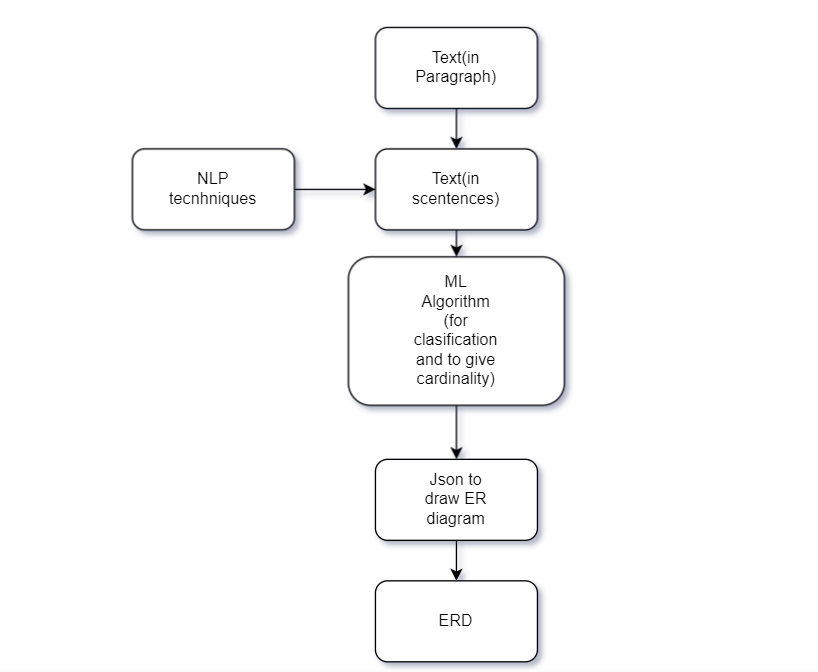 Text(in
Paragraph)
NLP
tecnhniques
Text(in
scentences)
ML
Algorithm
(for
clasification
and to give
cardinality)
Json to
draw ER
diagram
ERD